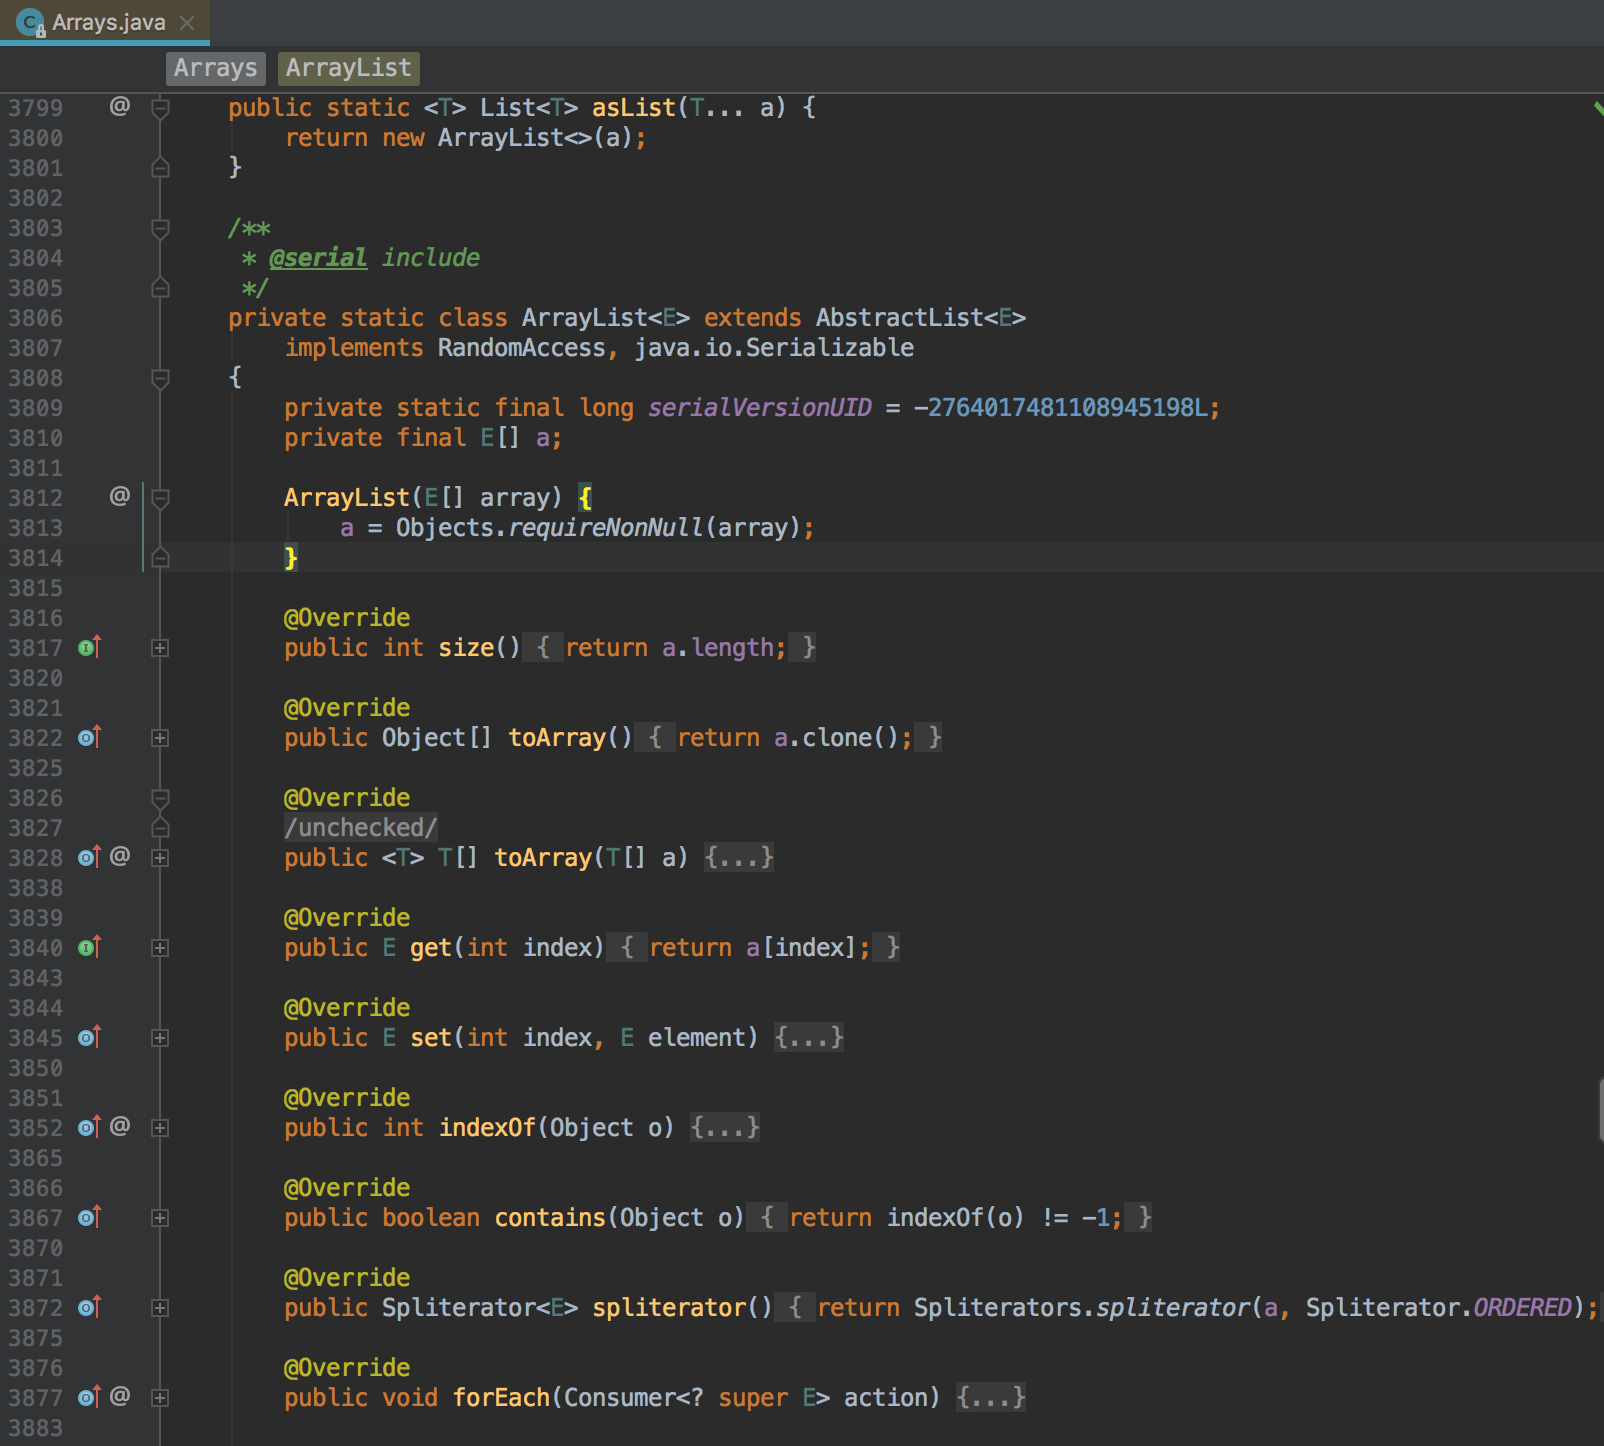 Arrays.java
Arrays ArrayList
3799 @ public static <T> List<T> asList(T... a) {
3800 return new ArrayList<>(a);
3801 }
3802
3803 /**
3804 * @serial include
3805 */
3806 private static class ArrayList<E> extends AbstractList<E>
3807 implements RandomAccess, java.io.Serializable
3808 {
3809 private static final long serialVersionUID = -2764017481108945198L;
3810 private final E[] a;
3811
3812 @ ArrayList(E[] array) {
3813 a = Objects.requireNonNull(array);
3814 }
3815
3816 @Override
3817 public int size() { return a.length; }
3820
3821 @Override
3822 public Object[] toArray() { return a.clone(); }
3825
3826 @Override
3827 /unchecked/
3828 @ public <T> T[] toArray(T[] a) {...}
3838
3839 @Override
3840 public E get(int index) { return a[index]; }
3843
3844 @Override
3845 public E set(int index, E element) {...}
3850
3851 @Override
3852 @ public int indexOf(Object o) {...}
3865
3866 @Override
3867 public boolean contains(Object o) { return indexOf(o) != -1; }
3870
3871 @Override
3872 public Spliterator<E> spliterator() { return Spliterators.spliterator(a, Spliterator.ORDERED);
3875
3876 @Override
3877 @ public void forEach(Consumer<? super E> action) {...}
3883